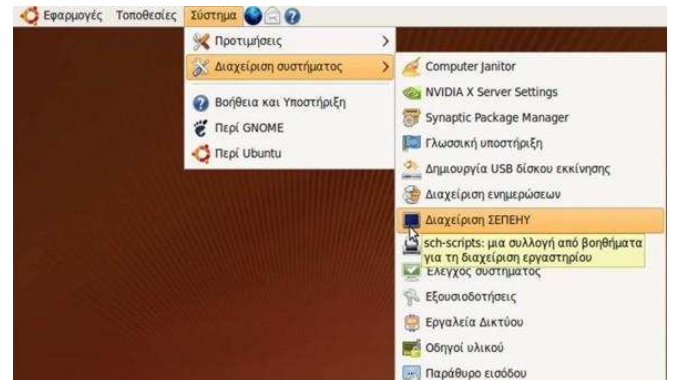 Εφαρμογές Τοποθεσίες Σύστημα
Προτιμήσεις
Διαχείριση συστήματος
Βοήθεια και Υποστήριξη
Περί GNOME
Περί Ubuntu
Computer Janitor
NVIDIA X Server Settings
Synaptic Package Manager
Γλωσσική υποστήριξη
Δημιουργία USB δίσκου εκκίνησης
Διαχείριση ενημερώσεων
Διαχείριση ΣΕΠΕΗΥ
sch-scripts: μια συλλογή από βοηθήματα
για τη διαχείριση εργαστηρίου
Έλεγχος συστήματος
Εξουσιοδοτήσεις
Εργαλεία Δικτύου
Οδηγοί υλικού
Παράθυρο εισόδου